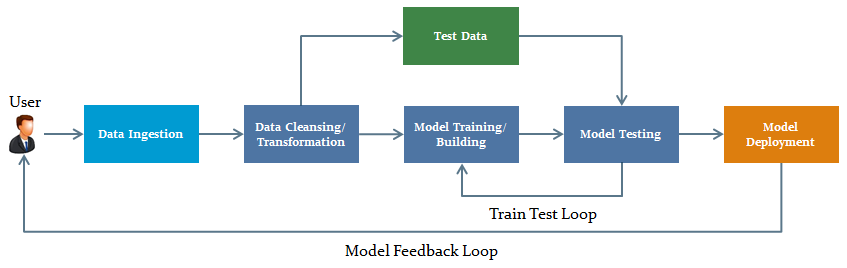 Test Data
User
Data Ingestion
Data Cleansing/
Transformation
Model Training/
Building
Model Testing
Model
Deployment
Train Test Loop
Model Feedback Loop